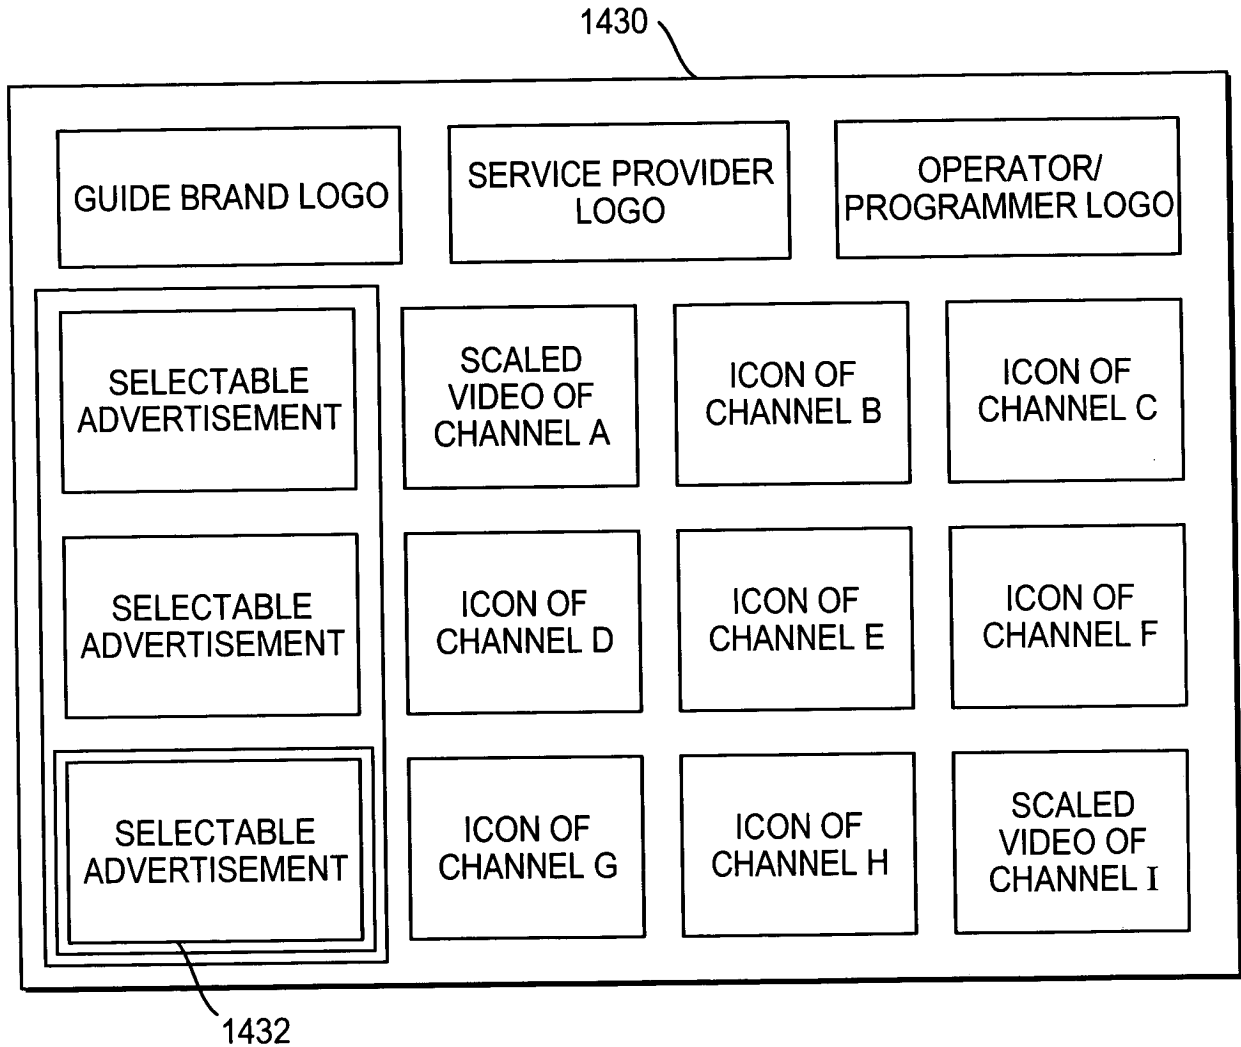 1430
GUIDE BRAND LOGO
SERVICE PROVIDER
LOGO
OPERATOR/
PROGRAMMER LOGO
SELECTABLE
ADVERTISEMENT
SCALED
VIDEO OF
CHANNEL A
ICON OF
CHANNEL B
ICON OF
CHANNEL C
SELECTABLE
ADVERTISEMENT
ICON OF
CHANNEL D
ICON OF
CHANNEL E
ICON OF
CHANNEL F
SELECTABLE
ADVERTISEMENT
ICON OF
CHANNEL G
ICON OF
CHANNEL H
SCALED
VIDEO OF
CHANNEL I
1432